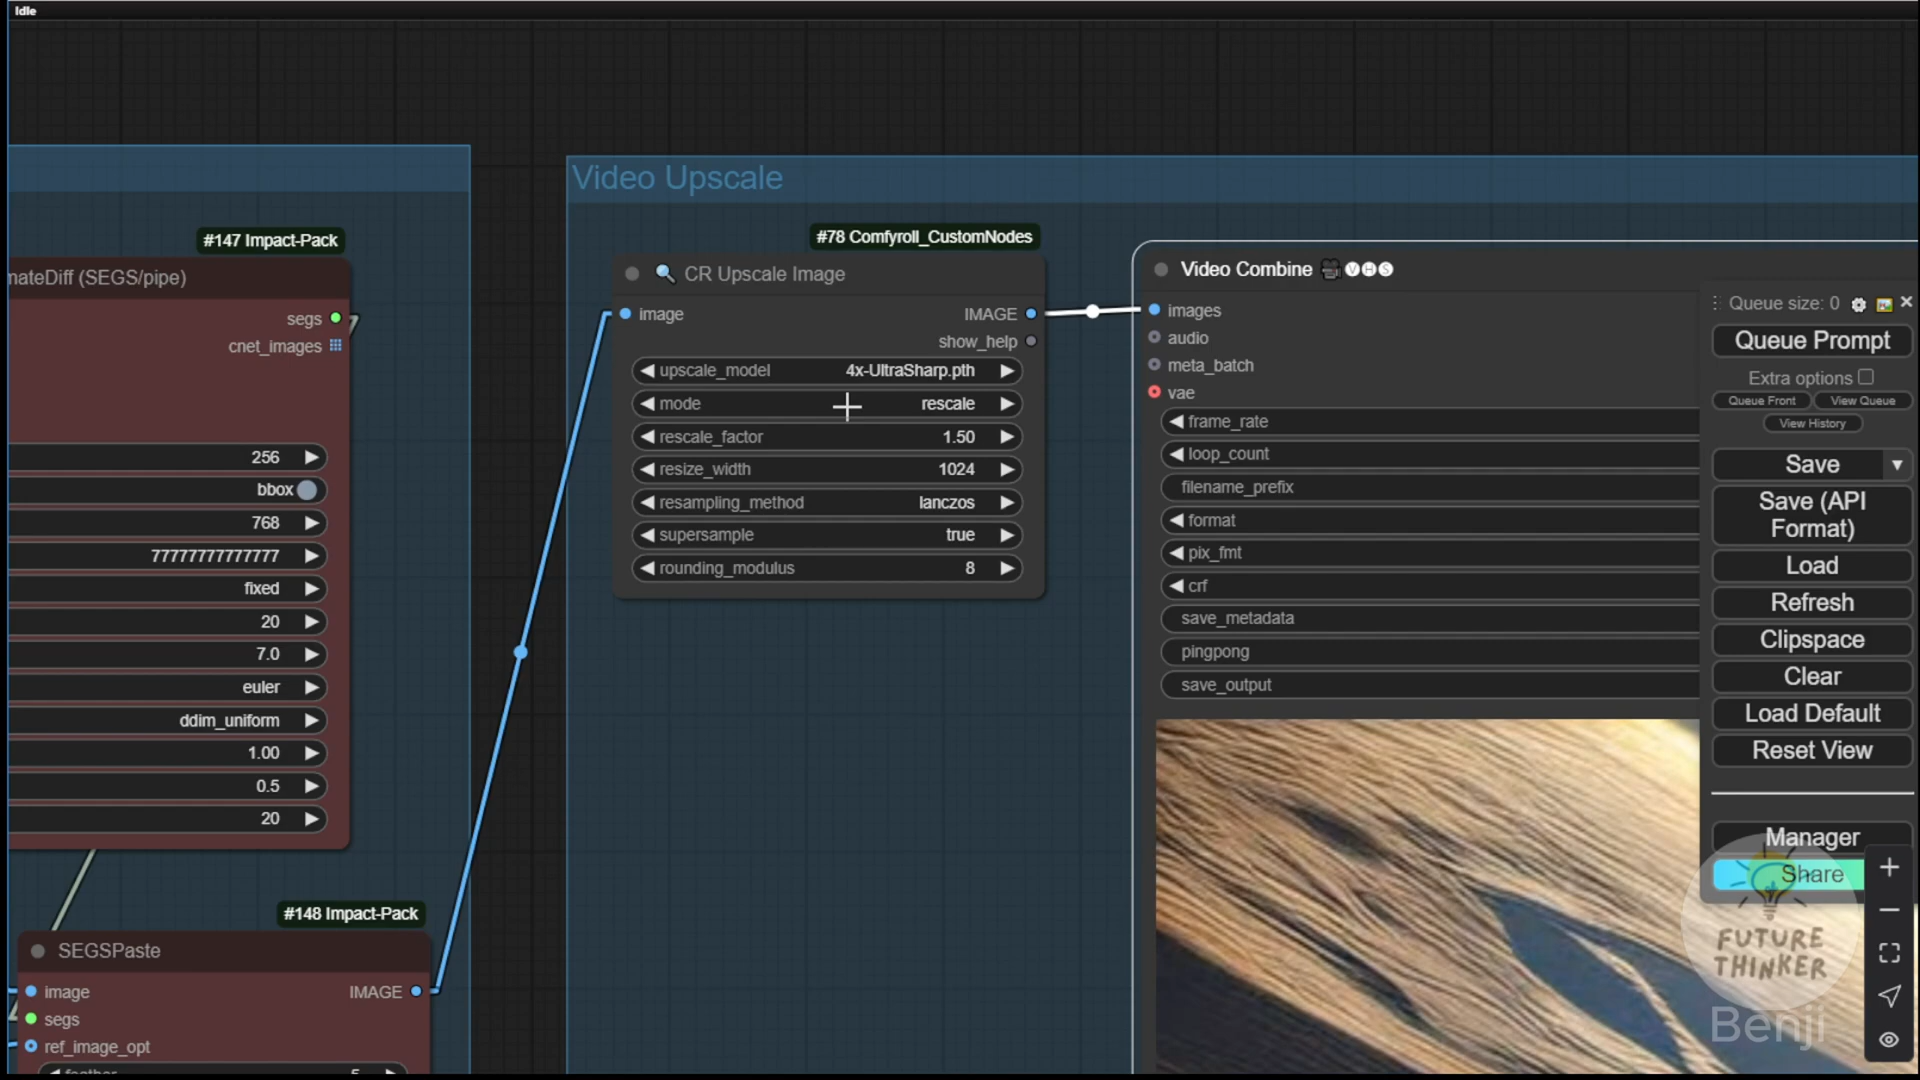 Idle
Video Upscale
#147 Impact-Pack
mateDiff (SEGS/pipe)
segs
cnet_images
256
bbox
768
77777777777777
fixed
20
7.0
euler
ddim_uniform
1.00
0.5
20
#148 Impact-Pack
SEGSPaste
image IMAGE
segs
ref_image_opt
feather 5
#78 Comfyroll_CustomNodes
CR Upscale Image
image IMAGE
show_help
upscale_model 4x-UltraSharp.pth
mode rescale
rescale_factor 1.50
resize_width 1024
resampling_method lanczos
supersample true
rounding_modulus 8
Video Combine VHS
images
audio
meta_batch
vae
frame_rate
loop_count
filename_prefix
format
pix_fmt
crf
save_metadata
pingpong
save_output
Queue size: 0
Queue Prompt
Extra options
Queue Front View Queue
View History
Save
Save (API
Format)
Load
Refresh
Clipspace
Clear
Load Default
Reset View
Manager
Share
FUTURE
THINKER
Benji